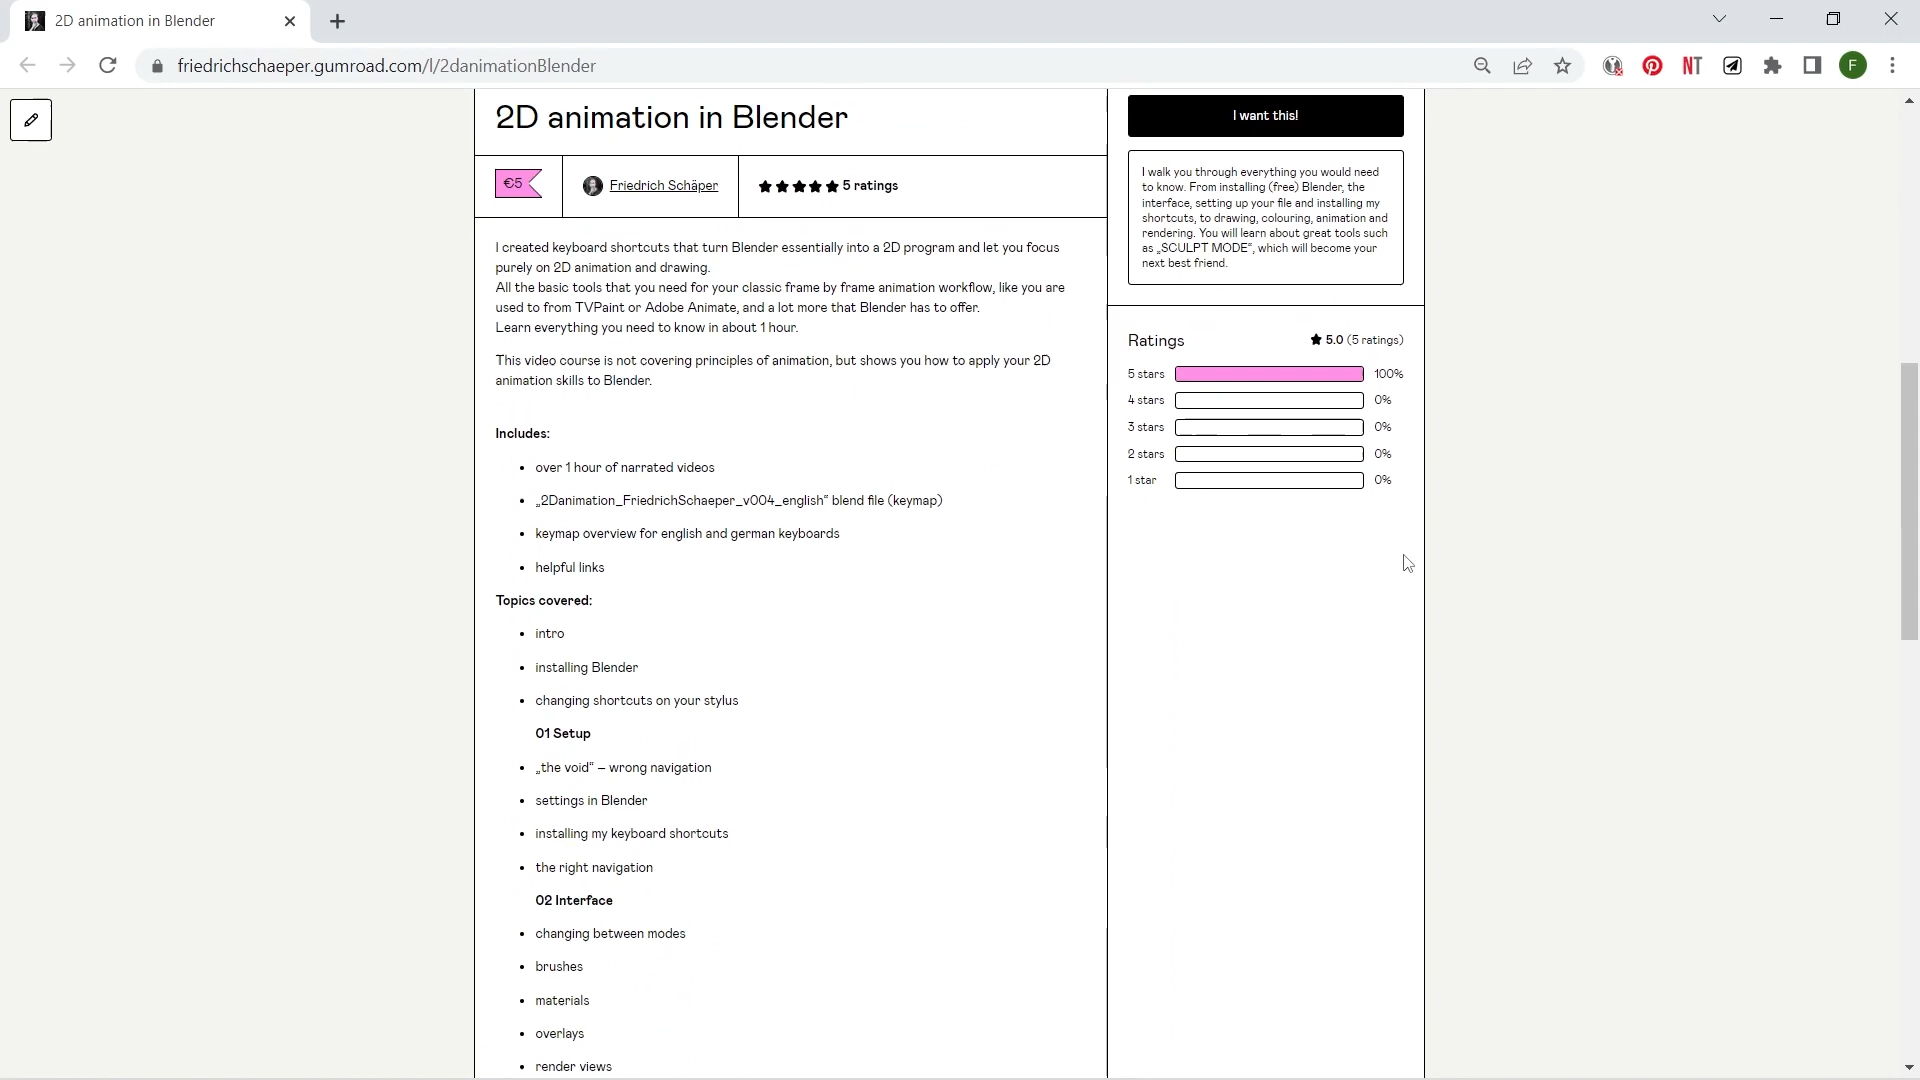 2D animation in Blender
friedrichschaeper.gumroad.com/l/2danimationBlender
NT
F
2D animation in Blender
€5
Friedrich Schäper
5 ratings
I created keyboard shortcuts that turn Blender essentially into a 2D program and let you focus
purely on 2D animation and drawing.
All the basic tools that you need for your classic frame by frame animation workflow, like you are
used to from TVPaint or Adobe Animate, and a lot more that Blender has to offer.
Learn everything you need to know in about 1 hour.
This video course is not covering principles of animation, but shows you how to apply your 2D
animation skills to Blender.
Includes:
• over 1 hour of narrated videos
• „2Danimation_FriedrichSchaeper_v004_english“ blend file (keymap)
• keymap overview for english and german keyboards
• helpful links
Topics covered:
• intro
• installing Blender
• changing shortcuts on your stylus
01 Setup
• „the void“ – wrong navigation
• settings in Blender
• installing my keyboard shortcuts
• the right navigation
02 Interface
• changing between modes
• brushes
• materials
• overlays
• render views
I want this!
I walk you through everything you would need
to know. From installing (free) Blender, the
interface, setting up your file and installing my
shortcuts, to drawing, colouring, animation and
rendering. You will learn about great tools such
as „SCULPT MODE“, which will become your
next best friend.
Ratings
5.0 (5 ratings)
5 stars 100%
4 stars 0%
3 stars 0%
2 stars 0%
1 star 0%